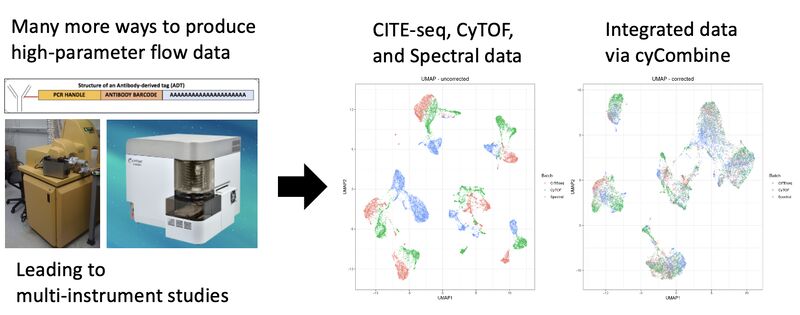 Many more ways to produce
high-parameter flow data
Structure of an Antibody-derived tag (ADT)
PCR HANDLE
ANTIBODY BARCODE
AAAAAAAAAAAAAAAAAAAAA
Leading to
multi-instrument studies
CITE-seq, CyTOF,
and Spectral data
UMAP - uncorrected
UMAP2
UMAP1
Batch
CITEseq
CyTOF
Spectral
Integrated data
via cyCombine
UMAP - corrected
UMAP2
UMAP1
Batch
CITEseq
CyTOF
Spectral